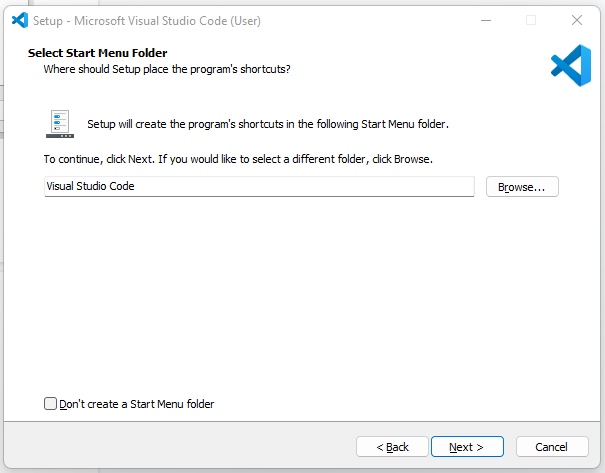 Setup - Microsoft Visual Studio Code (User)
Select Start Menu Folder
Where should Setup place the program's shortcuts?
Setup will create the program's shortcuts in the following Start Menu folder.
To continue, click Next. If you would like to select a different folder, click Browse.
Visual Studio Code
Browse...
Don't create a Start Menu folder
< Back
Next >
Cancel